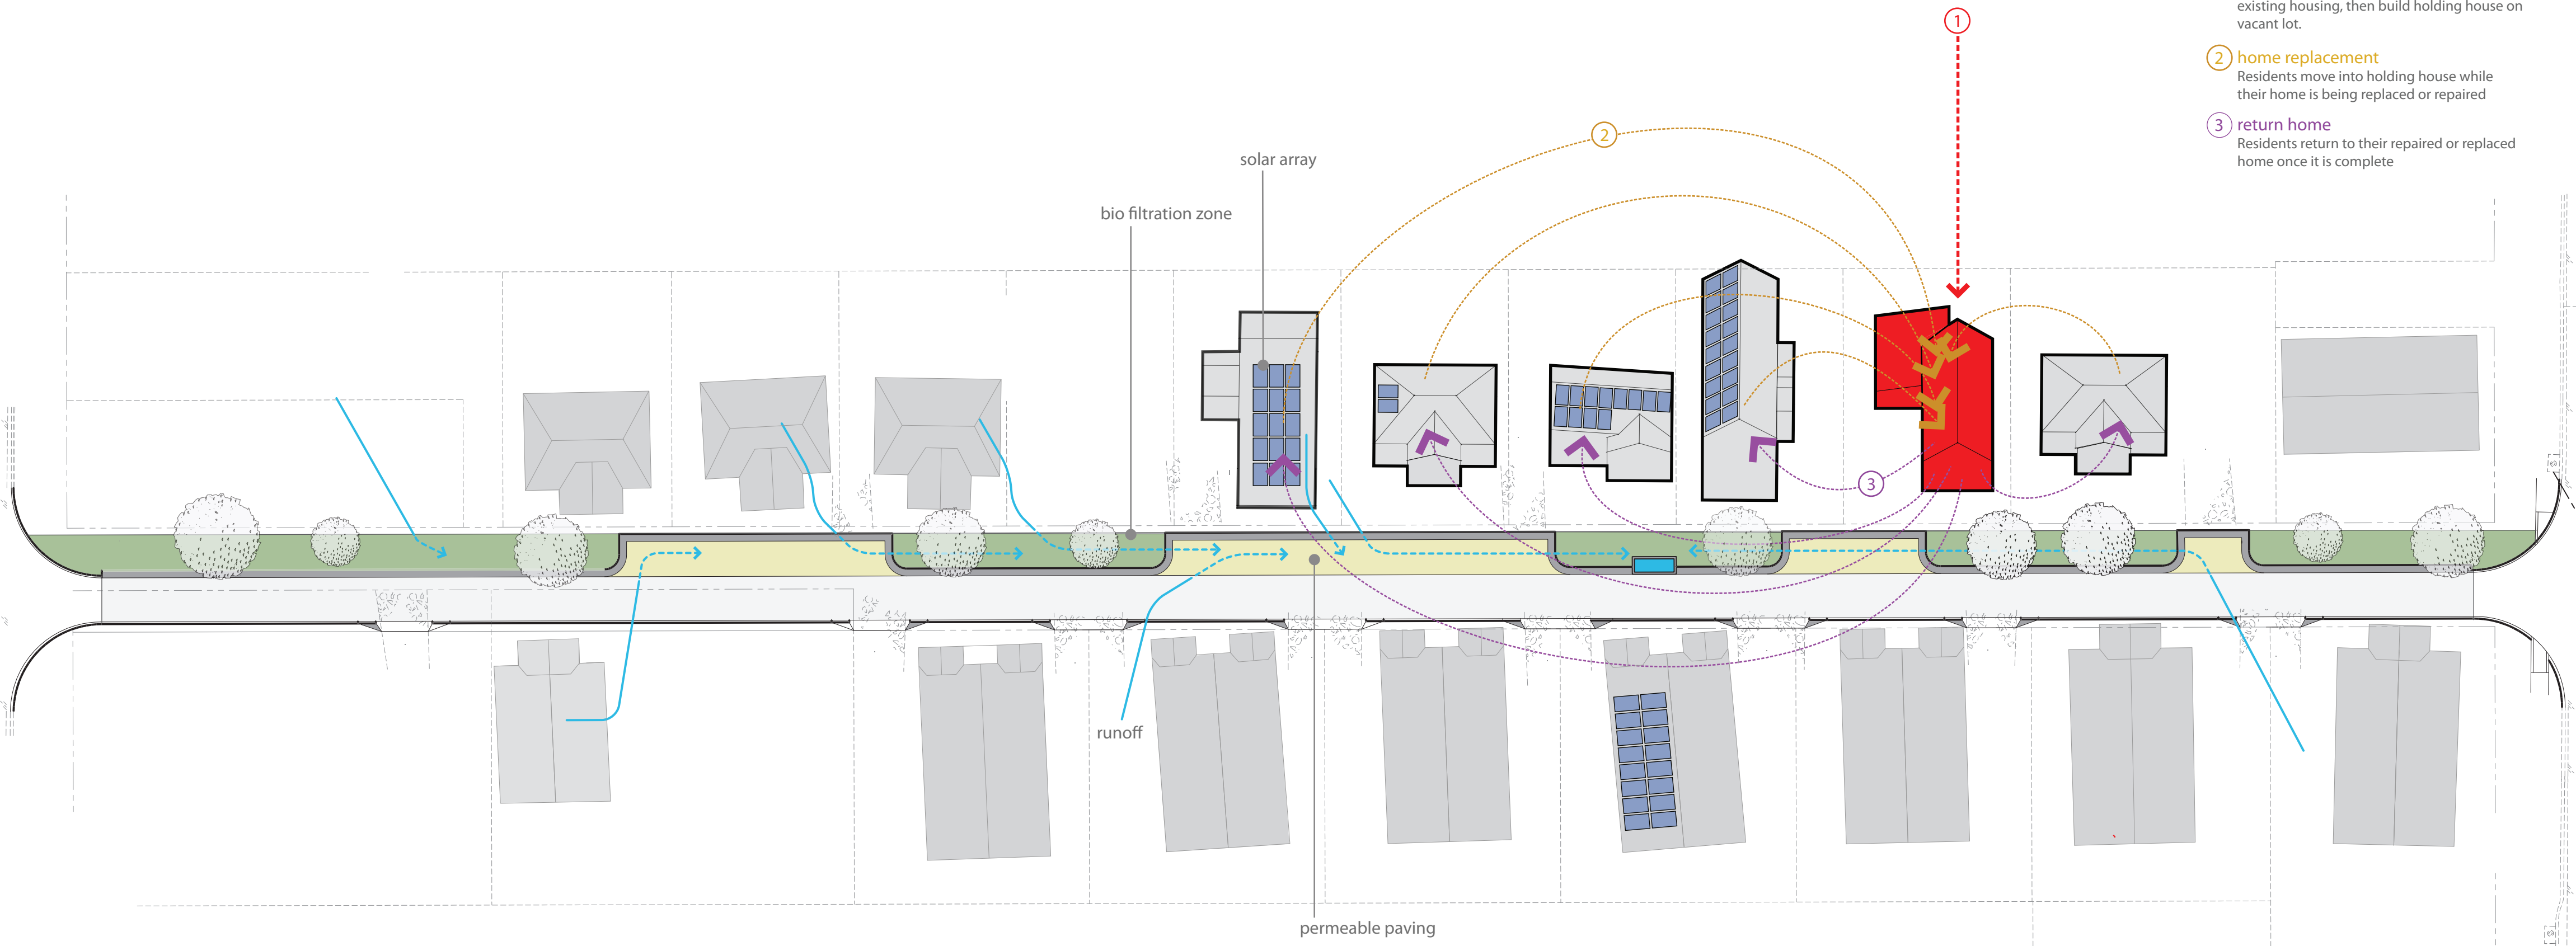 existing housing, then build holding house on
vacant lot.
2 home replacement
Residents move into holding house while
their home is being replaced or repaired
3 return home
Residents return to their repaired or replaced
home once it is complete
1
2
solar array
bio filtration zone
3
runoff
permeable paving